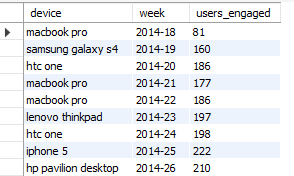 device week users_engaged
macbook pro 2014-18 81
samsung galaxy s4 2014-19 160
htc one 2014-20 186
macbook pro 2014-21 177
macbook pro 2014-22 186
lenovo thinkpad 2014-23 197
htc one 2014-24 198
iphone 5 2014-25 222
hp pavilion desktop 2014-26 210